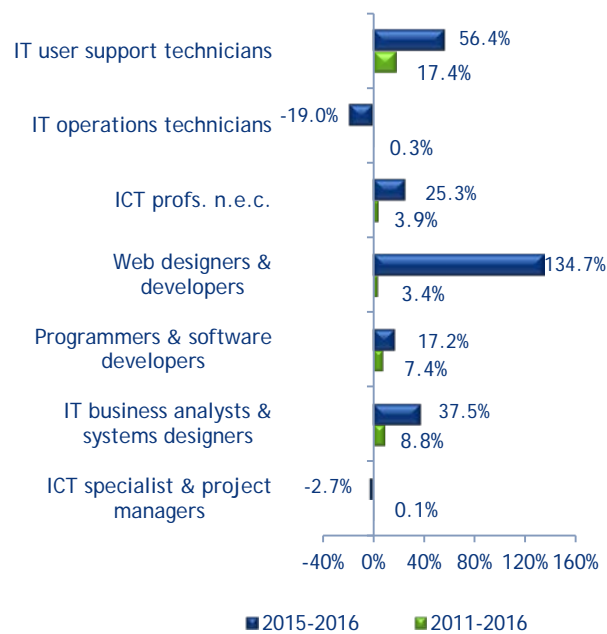 IT user support technicians
56.4%
17.4%
IT operations technicians
-19.0%
0.3%
ICT profs. n.e.c.
25.3%
3.9%
Web designers &
developers
134.7%
3.4%
Programmers & software
developers
17.2%
7.4%
IT business analysts &
systems designers
37.5%
8.8%
ICT specialist & project
managers
-2.7%
0.1%
-40% 0% 40% 80% 120% 160%
2015-2016 2011-2016